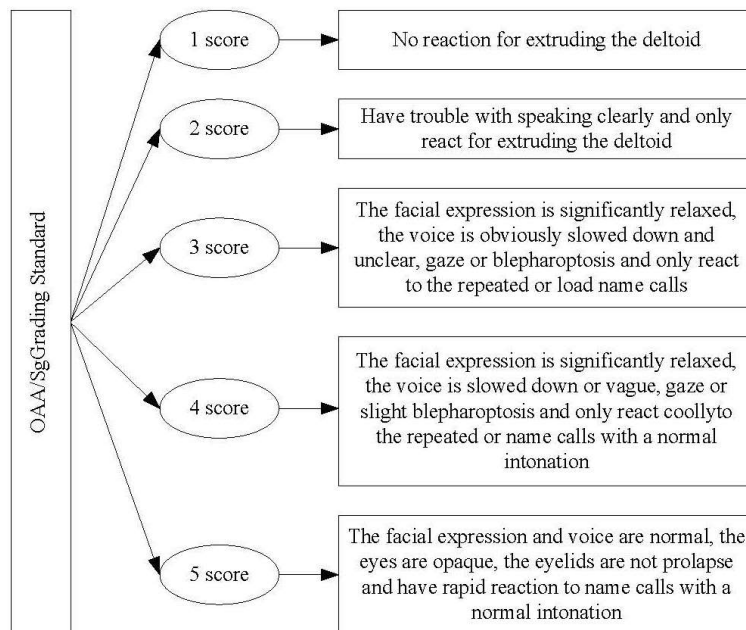 OAA/SgGrading Standard
1 score
No reaction for extruding the deltoid
2 score
Have trouble with speaking clearly and only
react for extruding the deltoid
3 score
The facial expression is significantly relaxed,
the voice is obviously slowed down and
unclear, gaze or blepharoptosis and only react
to the repeated or load name calls
4 score
The facial expression is significantly relaxed,
the voice is slowed down or vague, gaze or
slight blepharoptosis and only react coollyto
the repeated or name calls with a normal
intonation
5 score
The facial expression and voice are normal, the
eyes are opaque, the eyelids are not prolapse
and have rapid reaction to name calls with a
normal intonation